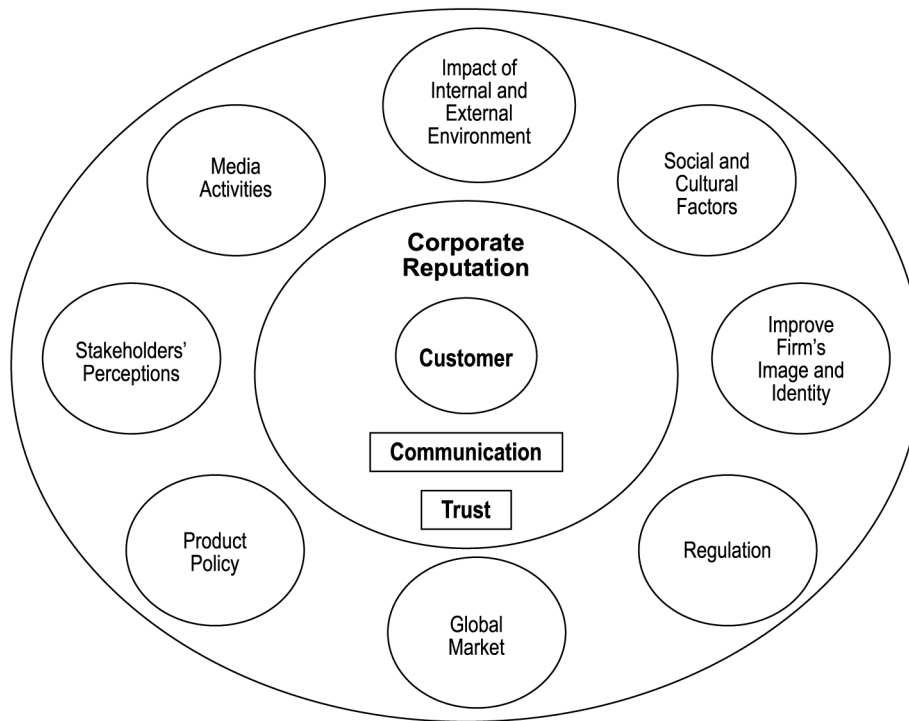 Impact of
Internal and
External
Environment
Media
Activities
Social and
Cultural
Factors
Corporate
Reputation
Stakeholders’
Perceptions
Customer
Improve
Firm’s
Image and
Identity
Communication
Trust
Product
Policy
Regulation
Global
Market